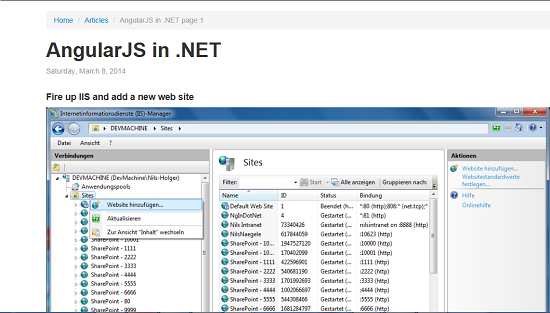 Home / Articles / AngularJS in .NET page 1
AngularJS in .NET
Saturday, March 8, 2014
Fire up IIS and add a new web site
Internetinformationsdienste (IIS)-Manager
DEVMACHINE ▸ Sites ▸
Datei Ansicht ?
Verbindungen
DEVMACHINE (DevMachine\Nils-Holger)
Anwendungspools
Sites
Website hinzufügen...
Aktualisieren
Zur Ansicht "Inhalt" wechseln
SharePoint - 10001
SharePoint - 1111
SharePoint - 2222
SharePoint - 3333
SharePoint - 4444
SharePoint - 5555
SharePoint - 6666
SharePoint - 80
SharePoint - 9999
Sites
Filter: Start Alle anzeigen Gruppieren nach:
Name ID Status Bindung
Default Web Site 1 Beendet (h... *:80 (http)808:* (net.tcp);*
NgInDotNet 4 Gestartet (... *:81 (http)
Nils Intranet 73340426 Gestartet (... nilsintranet on :8888 (http)
NilsNaegele 617844059 Gestartet (... :10623 (http)
SharePoint - 10... 1947527120 Gestartet (... :10000 (http)
SharePoint - 10... 170402099 Gestartet (... :10001 (http)
SharePoint - 1111 422596901 Gestartet (... :1111 (http)
SharePoint - 2222 540681190 Gestartet (... :2222 (http)
SharePoint - 3333 1701992693 Gestartet (... :3333 (http)
SharePoint - 4444 1002066697 Gestartet (... :4444 (http)
SharePoint - 5555 544308466 Gestartet (... :5555 (http)
SharePoint - 6666 1681284797 Gestartet (... :6666 (http)
Aktionen
Website hinzufügen...
Websitestandardwerte
festlegen...
Hilfe
Onlinehilfe